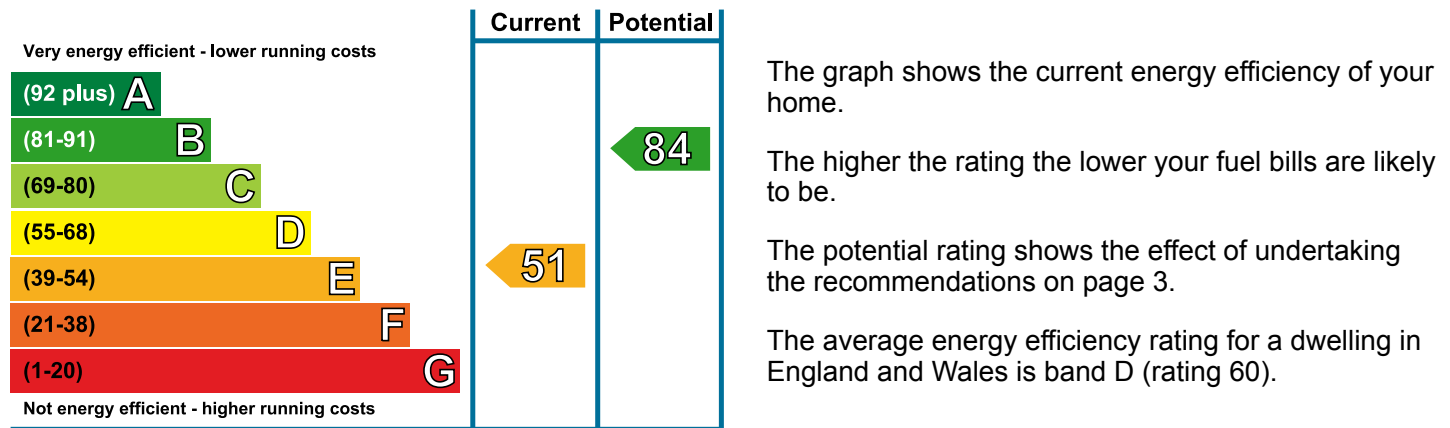 Current Potential
Very energy efficient - lower running costs
(92 plus) A
(81-91) B
84
(69-80) C
(55-68) D
(39-54) E
51
(21-38) F
(1-20) G
Not energy efficient - higher running costs
The graph shows the current energy efficiency of your
home.
The higher the rating the lower your fuel bills are likely
to be.
The potential rating shows the effect of undertaking
the recommendations on page 3.
The average energy efficiency rating for a dwelling in
England and Wales is band D (rating 60).